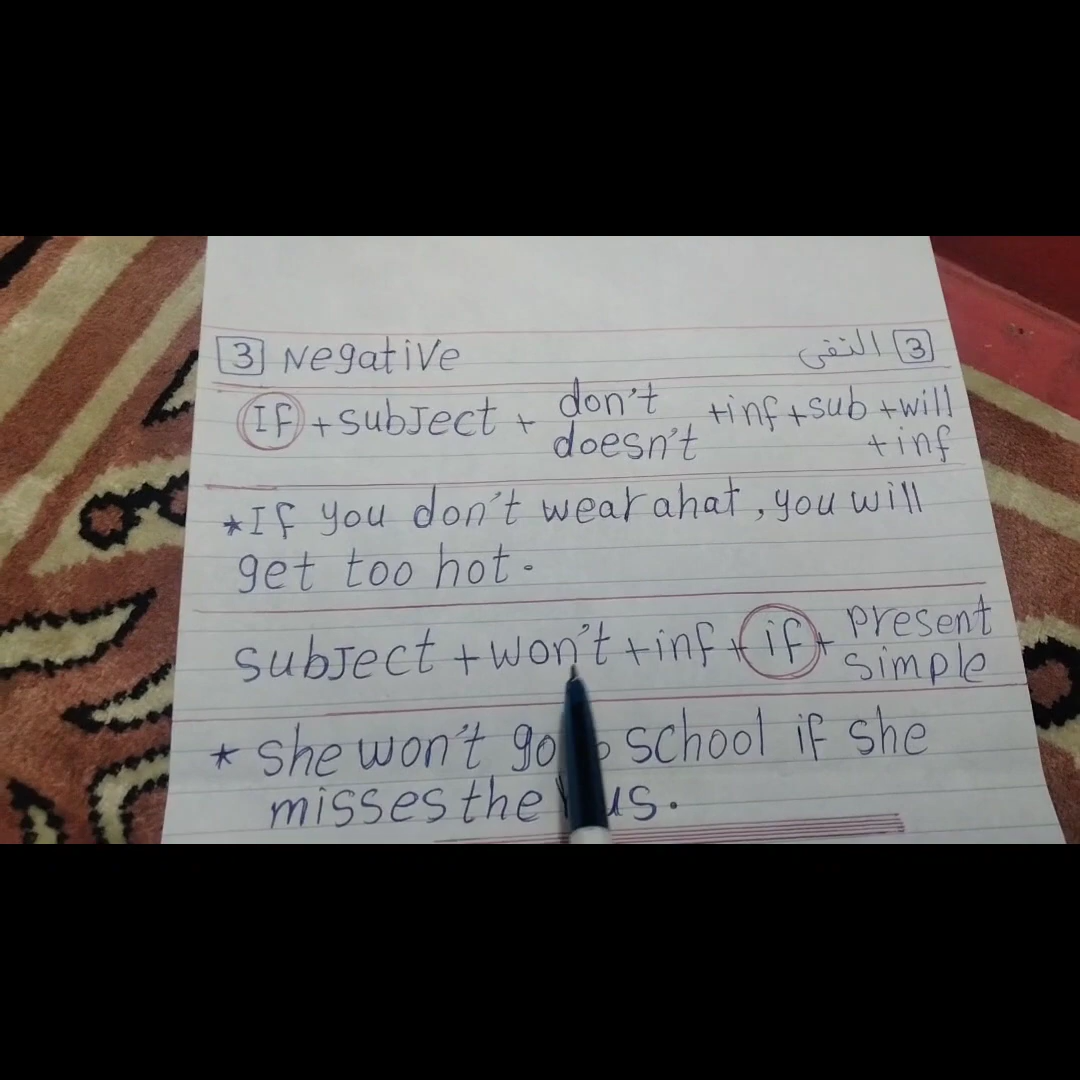 3 Negative 3 النفى
If + subject + don't + inf + sub + will
doesn't + inf
* If you don't wear a hat, you will
get too hot.
subject + won't + inf + if + present
simple
* she won't go school if she
misses the